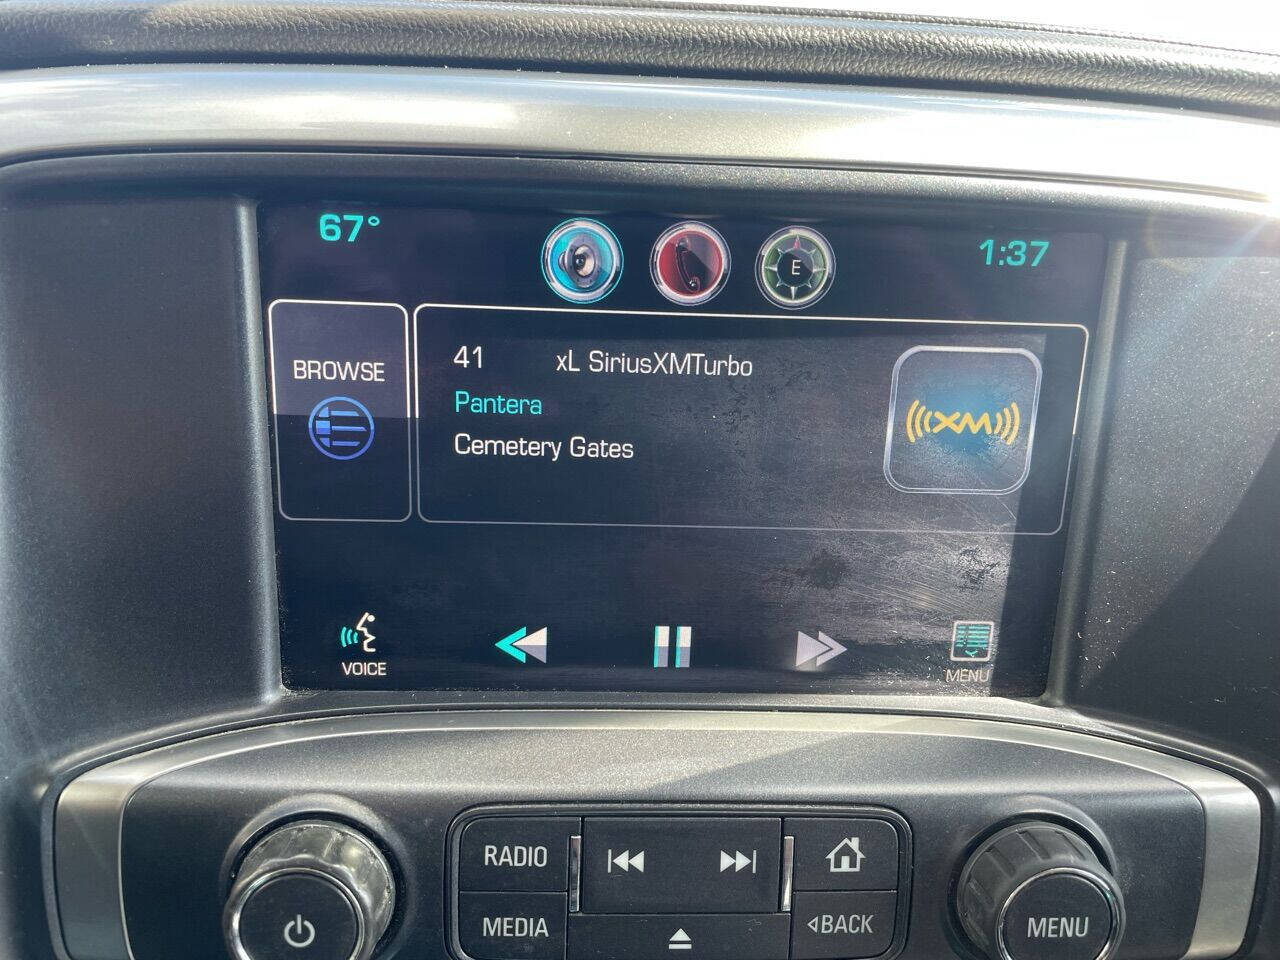 67°
1:37
E
BROWSE
41 xL SiriusXMTurbo
Pantera
Cemetery Gates
(((XM)))
VOICE
MENU
RADIO
MEDIA
BACK
MENU